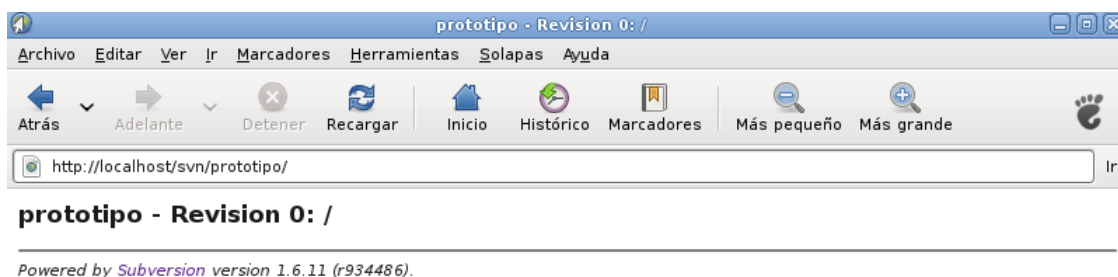 prototipo - Revision 0: /
Archivo Editar Ver Ir Marcadores Herramientas Solapas Ayuda
Atrás Adelante Detener Recargar Inicio Histórico Marcadores Más pequeño Más grande
http://localhost/svn/prototipo/ Ir
prototipo - Revision 0: /
Powered by Subversion version 1.6.11 (r934486).